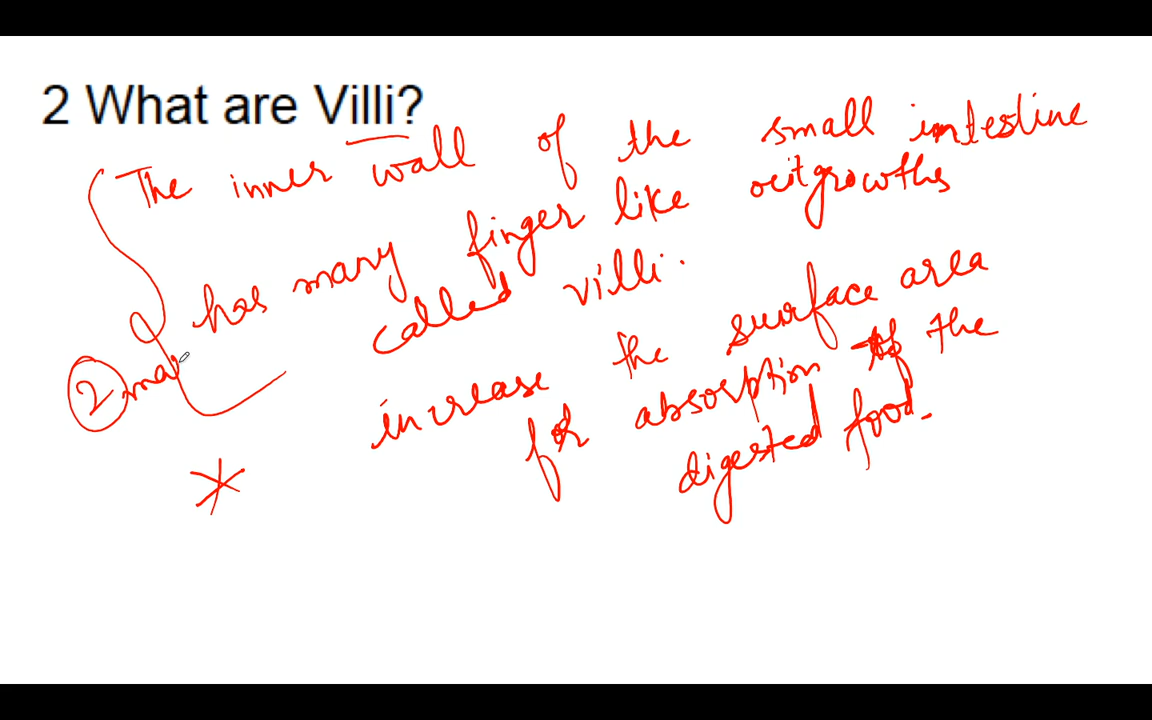 2 What are Villi?
The inner wall of the small intestine
has many finger like outgrowths
called villi.
increase the surface area
for absorption of the
digested food.
2 mar